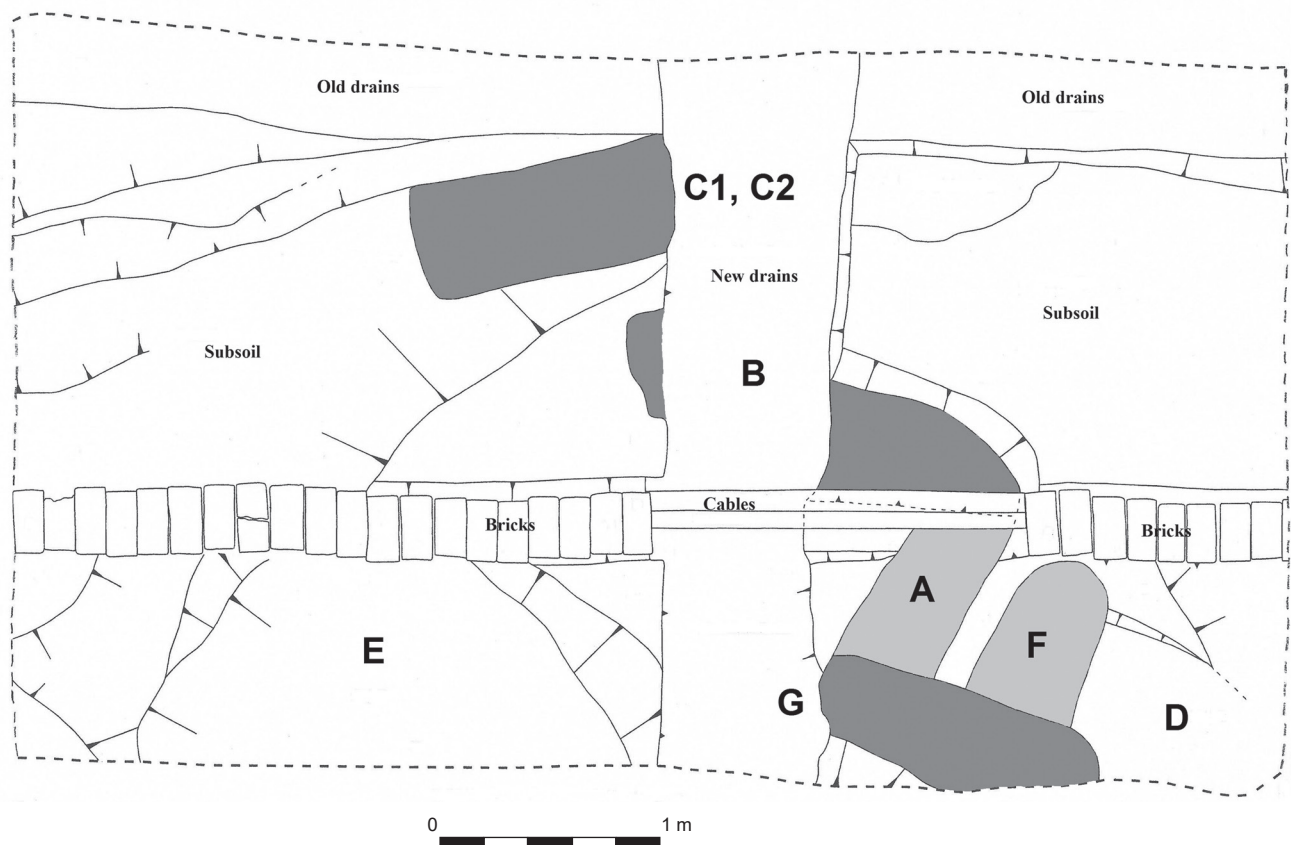 Old drains
Old drains
C1, C2
New drains
Subsoil
Subsoil
B
Cables
Bricks
Bricks
A
E
F
G
D
0 1 m